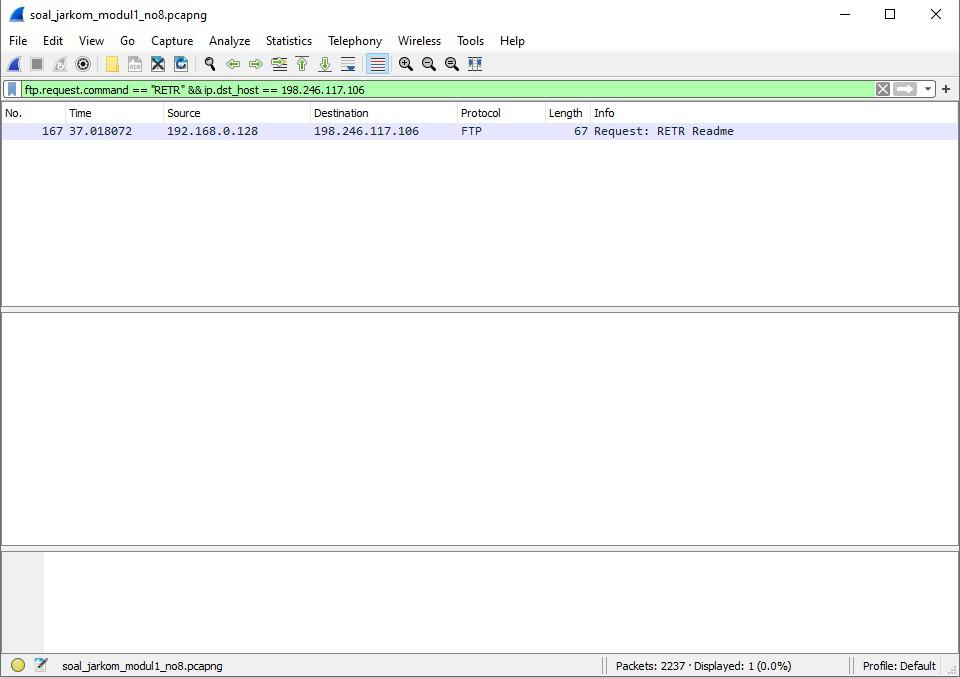 soal_jarkom_modul1_no8.pcapng
File Edit View Go Capture Analyze Statistics Telephony Wireless Tools Help
ftp.request.command == "RETR" && ip.dst_host == 198.246.117.106
No. Time Source Destination Protocol Length Info
167 37.018072 192.168.0.128 198.246.117.106 FTP 67 Request: RETR Readme
soal_jarkom_modul1_no8.pcapng Packets: 2237 · Displayed: 1 (0.0%) Profile: Default